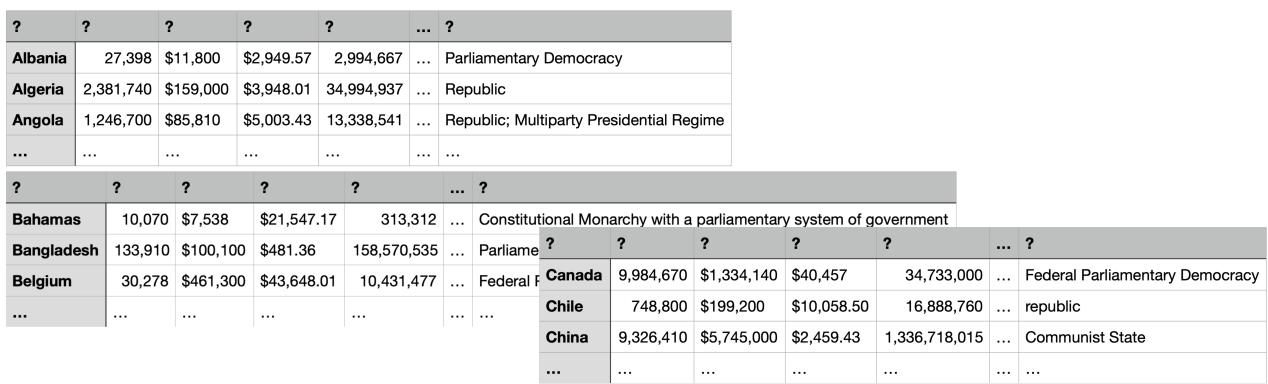 ? ? ? ? ? ... ?
Albania 27,398 $11,800 $2,949.57 2,994,667 ... Parliamentary Democracy
Algeria 2,381,740 $159,000 $3,948.01 34,994,937 ... Republic
Angola 1,246,700 $85,810 $5,003.43 13,338,541 ... Republic; Multiparty Presidential Regime
... ... ... ... ... ... ...
? ? ? ? ? ... ?
Bahamas 10,070 $7,538 $21,547.17 313,312 ... Constitutional Monarchy with a parliamentary system of government
Bangladesh 133,910 $100,100 $481.36 158,570,535 ... Parliame
Belgium 30,278 $461,300 $43,648.01 10,431,477 ... Federal
... ... ... ... ... ... ...
? ? ? ? ? ... ?
Canada 9,984,670 $1,334,140 $40,457 34,733,000 ... Federal Parliamentary Democracy
Chile 748,800 $199,200 $10,058.50 16,888,760 ... republic
China 9,326,410 $5,745,000 $2,459.43 1,336,718,015 ... Communist State
... ... ... ... ... ... ...